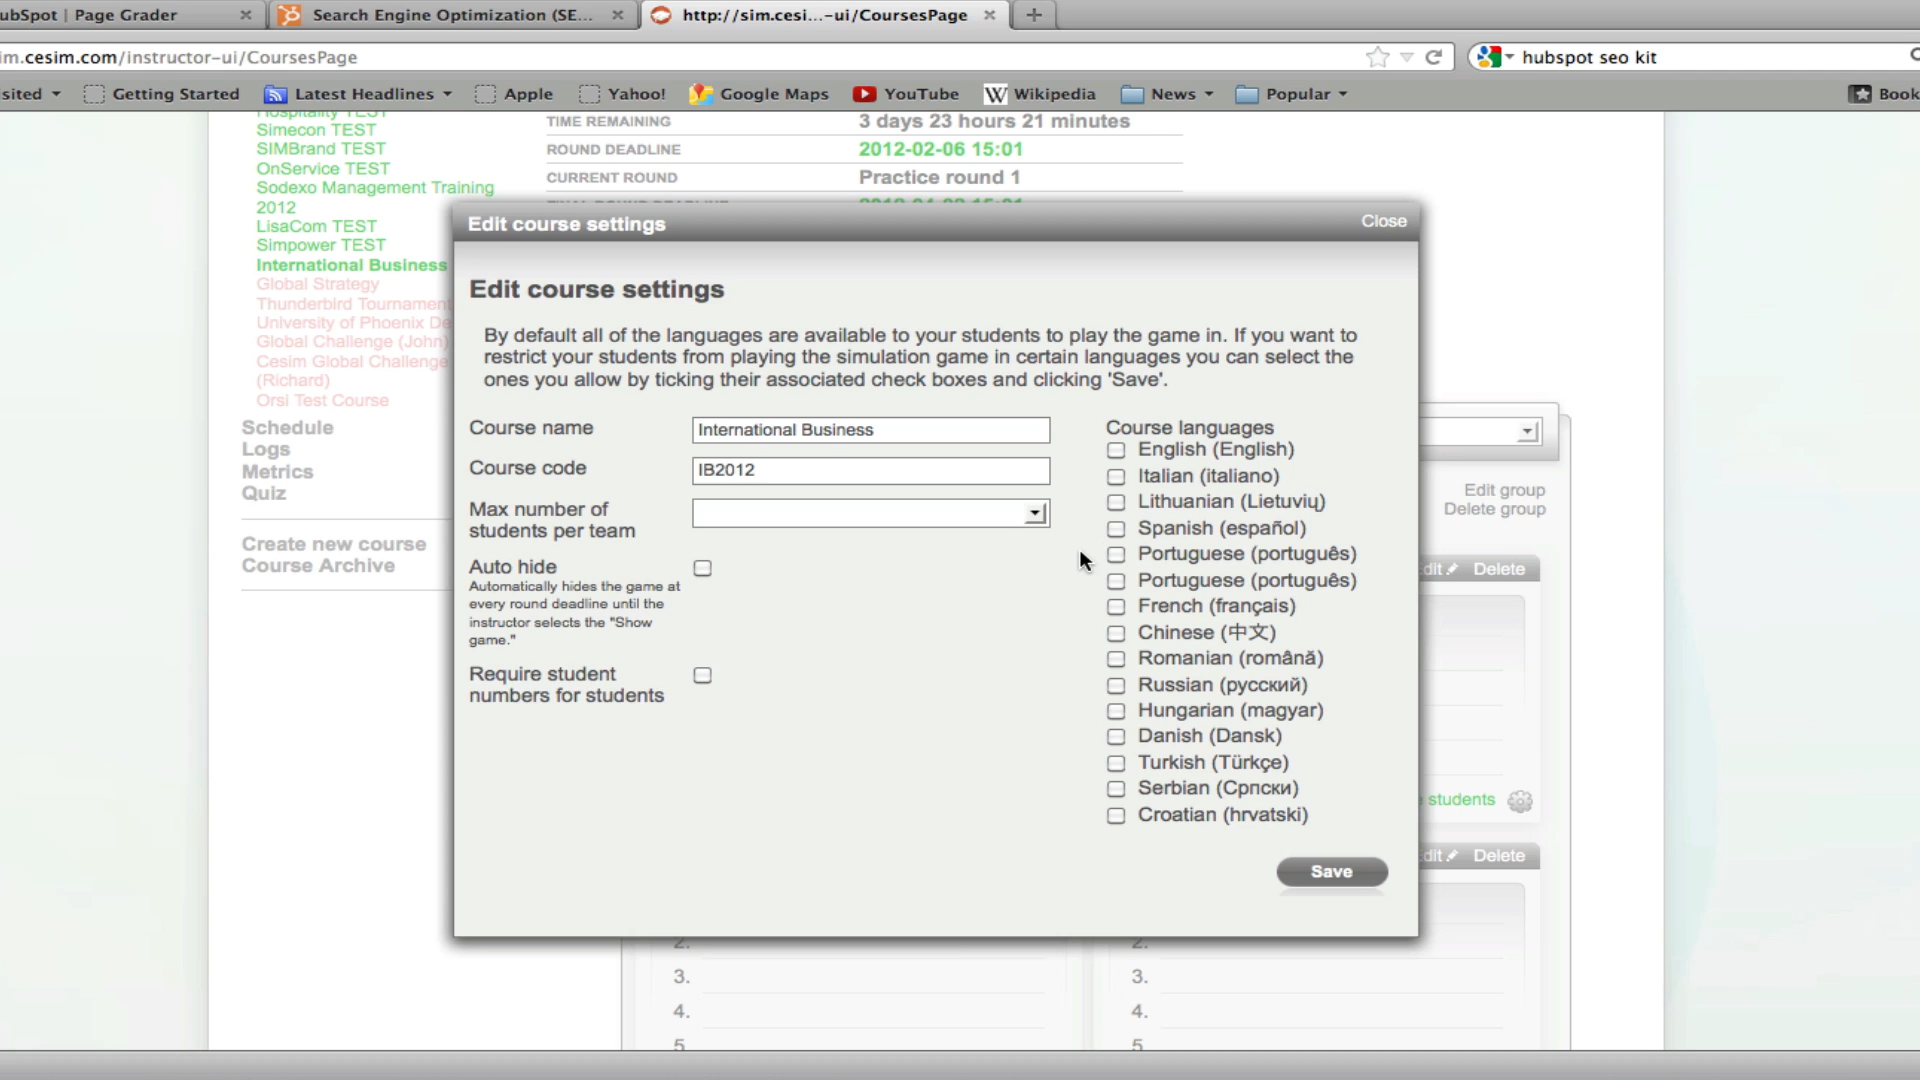 ubSpot | Page Grader
Search Engine Optimization (SE...
http://sim.cesi...-ui/CoursesPage
im.cesim.com/instructor-ui/CoursesPage
hubspot seo kit
sited
Getting Started
Latest Headlines
Apple
Yahoo!
Google Maps
YouTube
Wikipedia
News
Popular
Book
Hospitality TEST
Simecon TEST
SIMBrand TEST
OnService TEST
Sodexo Management Training
2012
LisaCom TEST
Simpower TEST
International Business
Global Strategy
Thunderbird Tournament
University of Phoenix De
Global Challenge (John)
Cesim Global Challenge
(Richard)
Orsi Test Course
Schedule
Logs
Metrics
Quiz
Create new course
Course Archive
TIME REMAINING 3 days 23 hours 21 minutes
ROUND DEADLINE 2012-02-06 15:01
CURRENT ROUND Practice round 1
Edit course settings
Close
Edit course settings
By default all of the languages are available to your students to play the game in. If you want to
restrict your students from playing the simulation game in certain languages you can select the
ones you allow by ticking their associated check boxes and clicking 'Save'.
Course name International Business
Course code IB2012
Max number of
students per team
Auto hide
Automatically hides the game at
every round deadline until the
instructor selects the "Show
game."
Require student
numbers for students
Course languages
English (English)
Italian (italiano)
Lithuanian (Lietuvių)
Spanish (español)
Portuguese (português)
Portuguese (português)
French (français)
Chinese (中文)
Romanian (română)
Russian (русский)
Hungarian (magyar)
Danish (Dansk)
Turkish (Türkçe)
Serbian (Српски)
Croatian (hrvatski)
Save
Edit group
Delete group
dit Delete
students
dit Delete
2. 2.
3. 3.
4. 4.
5 5